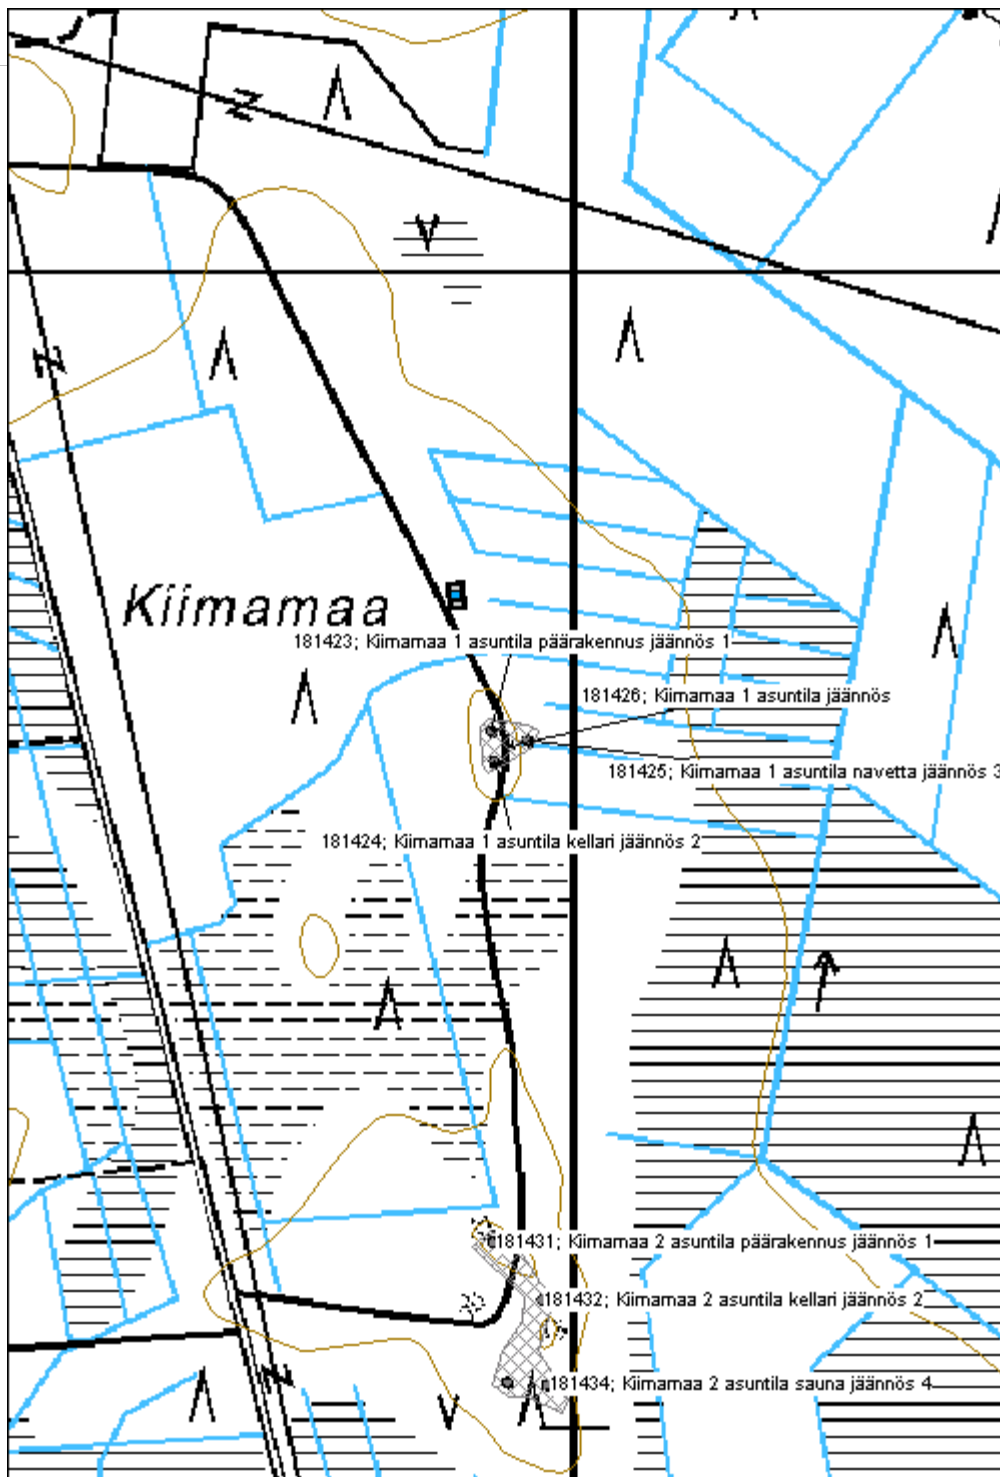 Kiimamaa
181423; Kiimamaa 1 asuntila päärakennus jäännös 1
181426; Kiimamaa 1 asuntila jäännös
181425; Kiimamaa 1 asuntila navetta jäännös 3
181424; Kiimamaa 1 asuntila kellari jäännös 2
181431; Kiimamaa 2 asuntila päärakennus jäännös 1
181432; Kiimamaa 2 asuntila kellari jäännös 2
181434; Kiimamaa 2 asuntila sauna jäännös 4